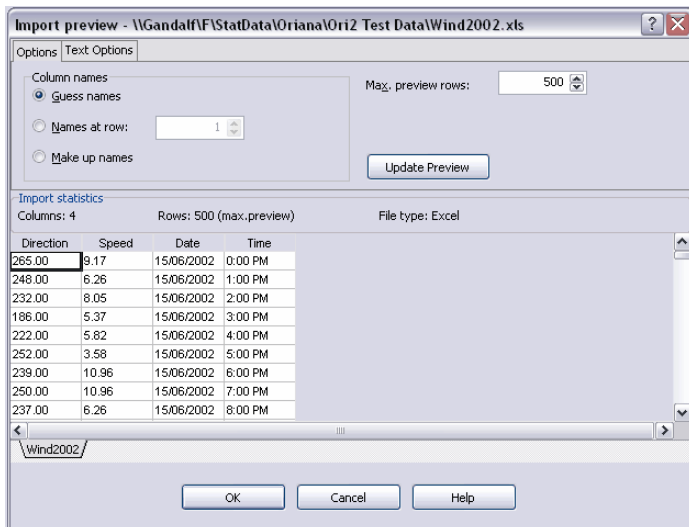 Import preview - \\Gandalf\F\StatData\Oriana\Ori2 Test Data\Wind2002.xls
Options Text Options
Column names
Guess names
Names at row: 1
Make up names
Max. preview rows: 500
Update Preview
Import statistics
Columns: 4 Rows: 500 (max.preview) File type: Excel
Direction Speed Date Time
265.00 9.17 15/06/2002 0:00 PM
248.00 6.26 15/06/2002 1:00 PM
232.00 8.05 15/06/2002 2:00 PM
186.00 5.37 15/06/2002 3:00 PM
222.00 5.82 15/06/2002 4:00 PM
252.00 3.58 15/06/2002 5:00 PM
239.00 10.96 15/06/2002 6:00 PM
250.00 10.96 15/06/2002 7:00 PM
237.00 6.26 15/06/2002 8:00 PM
Wind2002
OK Cancel Help